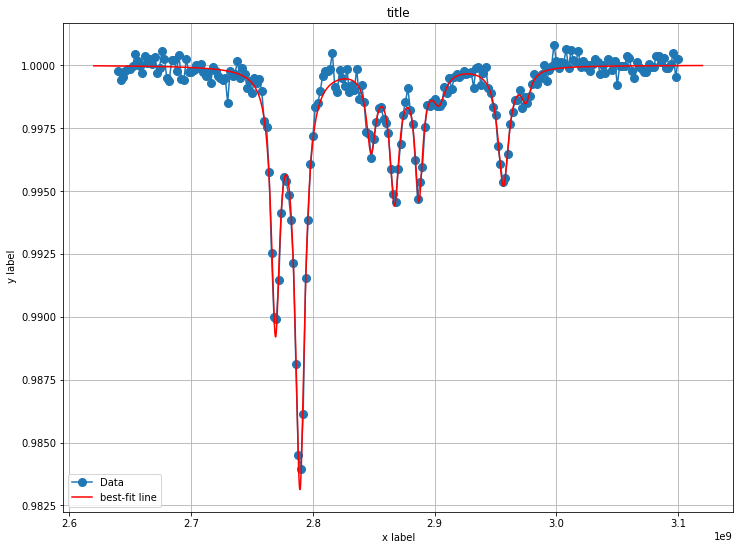 title
1.0000
0.9975
0.9950
0.9925
0.9900
0.9875
0.9850
0.9825
y label
Data
best-fit line
2.6 2.7 2.8 2.9 3.0 3.1
x label
1e9